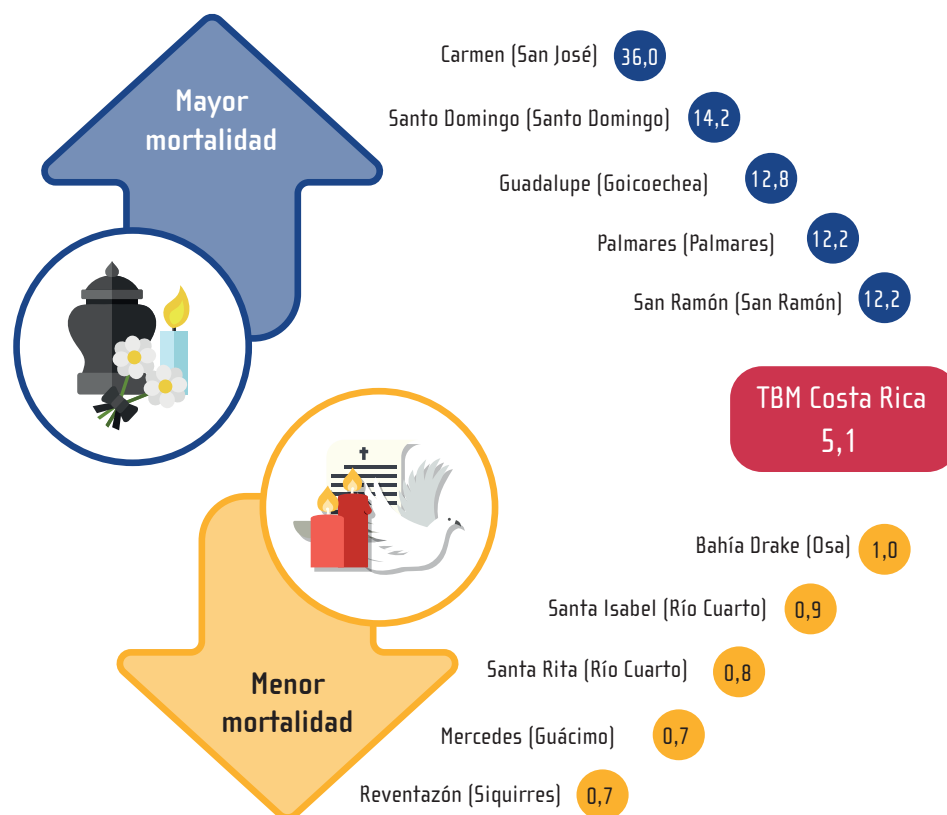 Mayor
mortalidad
Carmen (San José) 36,0
Santo Domingo (Santo Domingo) 14,2
Guadalupe (Goicoechea) 12,8
Palmares (Palmares) 12,2
San Ramón (San Ramón) 12,2
TBM Costa Rica
5,1
Bahía Drake (Osa) 1,0
Santa Isabel (Río Cuarto) 0,9
Santa Rita (Río Cuarto) 0,8
Mercedes (Guácimo) 0,7
Reventazón (Siquirres) 0,7
Menor
mortalidad